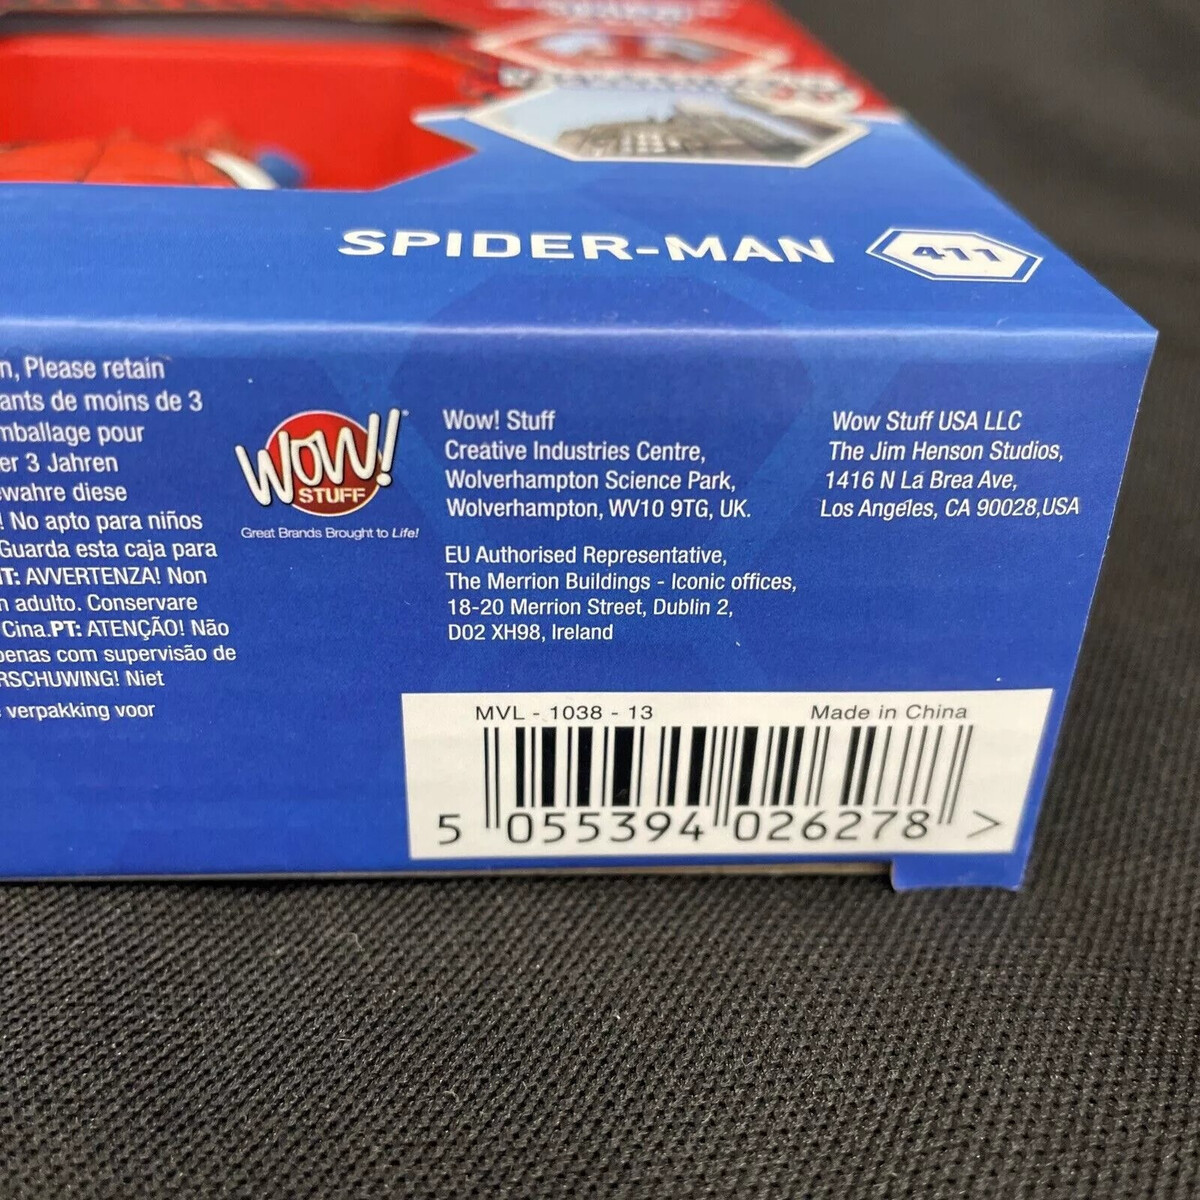 SPIDER-MAN 411
n, Please retain
ants de moins de 3
mballage pour
er 3 Jahren
ewahre diese
! No apto para niños
Guarda esta caja para
IT: AVVERTENZA! Non
n adulto. Conservare
Cina.PT: ATENÇÃO! Não
penas com supervisão de
RSCHUWING! Niet
verpakking voor
WOW!
STUFF
Great Brands Brought to Life!
Wow! Stuff
Creative Industries Centre,
Wolverhampton Science Park,
Wolverhampton, WV10 9TG, UK.
EU Authorised Representative,
The Merrion Buildings - Iconic offices,
18-20 Merrion Street, Dublin 2,
D02 XH98, Ireland
Wow Stuff USA LLC
The Jim Henson Studios,
1416 N La Brea Ave,
Los Angeles, CA 90028,USA
MVL - 1038 - 13 Made in China
5 055394 026278 >